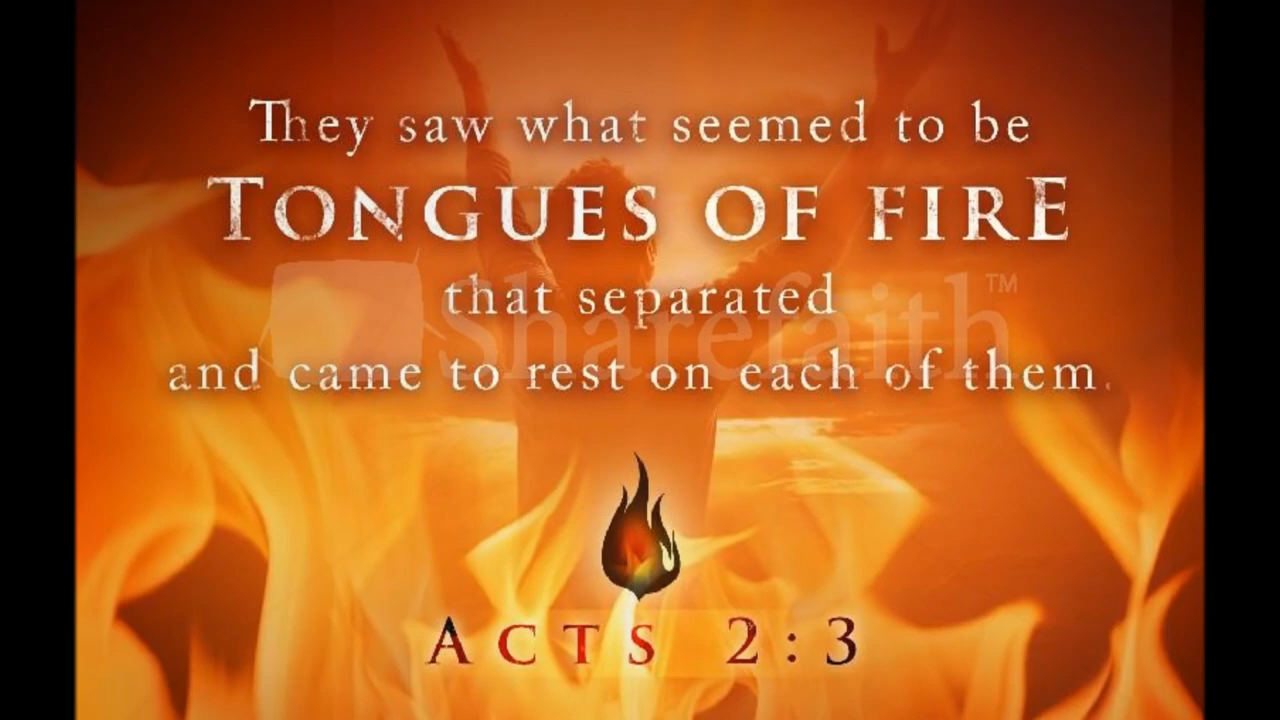 They saw what seemed to be
TONGUES OF FIRE
that separated
Sharefaith™
and came to rest on each of them.
ACTS 2:3